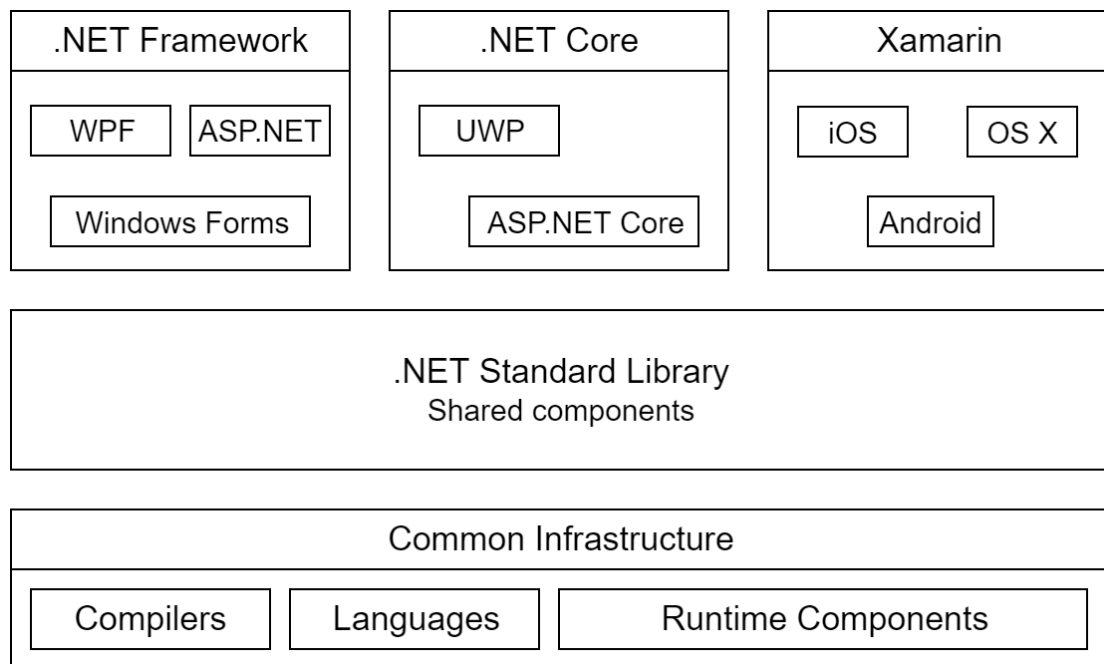 .NET Framework
.NET Core
Xamarin
WPF
ASP.NET
UWP
iOS
OS X
Windows Forms
ASP.NET Core
Android
.NET Standard Library
Shared components
Common Infrastructure
Compilers
Languages
Runtime Components